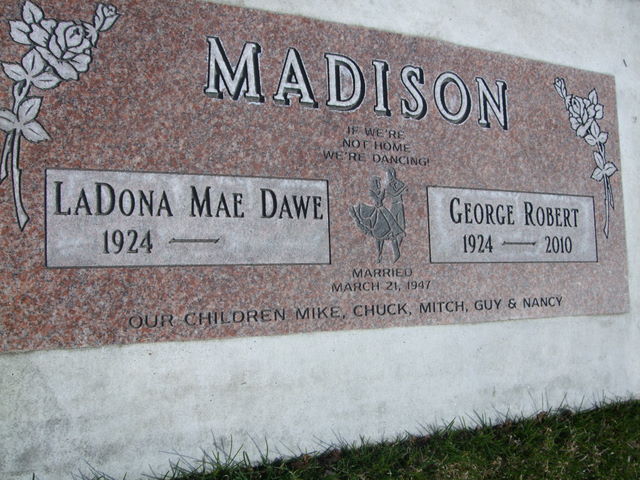 MADISON
IF WE'RE
NOT HOME
WE'RE DANCING!
LADONA MAE DAWE
1924 —
GEORGE ROBERT
1924 — 2010
MARRIED
MARCH 21, 1947
OUR CHILDREN MIKE, CHUCK, MITCH, GUY & NANCY